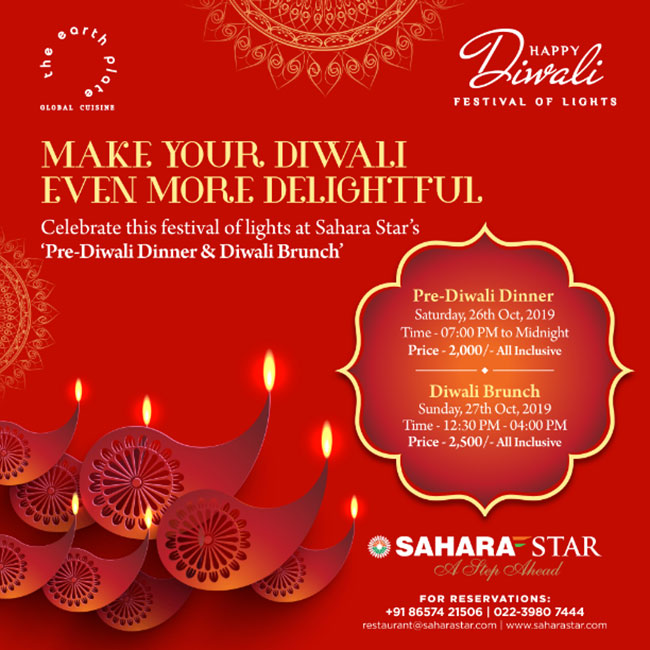 the earth plate
GLOBAL CUISINE
HAPPY
Diwali
FESTIVAL OF LIGHTS
MAKE YOUR DIWALI
EVEN MORE DELIGHTFUL
Celebrate this festival of lights at Sahara Star's
'Pre-Diwali Dinner & Diwali Brunch'
Pre-Diwali Dinner
Saturday, 26th Oct, 2019
Time - 07:00 PM to Midnight
Price - 2,000/- All Inclusive
Diwali Brunch
Sunday, 27th Oct, 2019
Time - 12:30 PM - 04:00 PM
Price - 2,500/- All Inclusive
SAHARA STAR
A Step Ahead
FOR RESERVATIONS:
+91 86574 21506 | 022-3980 7444
restaurant@saharastar.com | www.saharastar.com